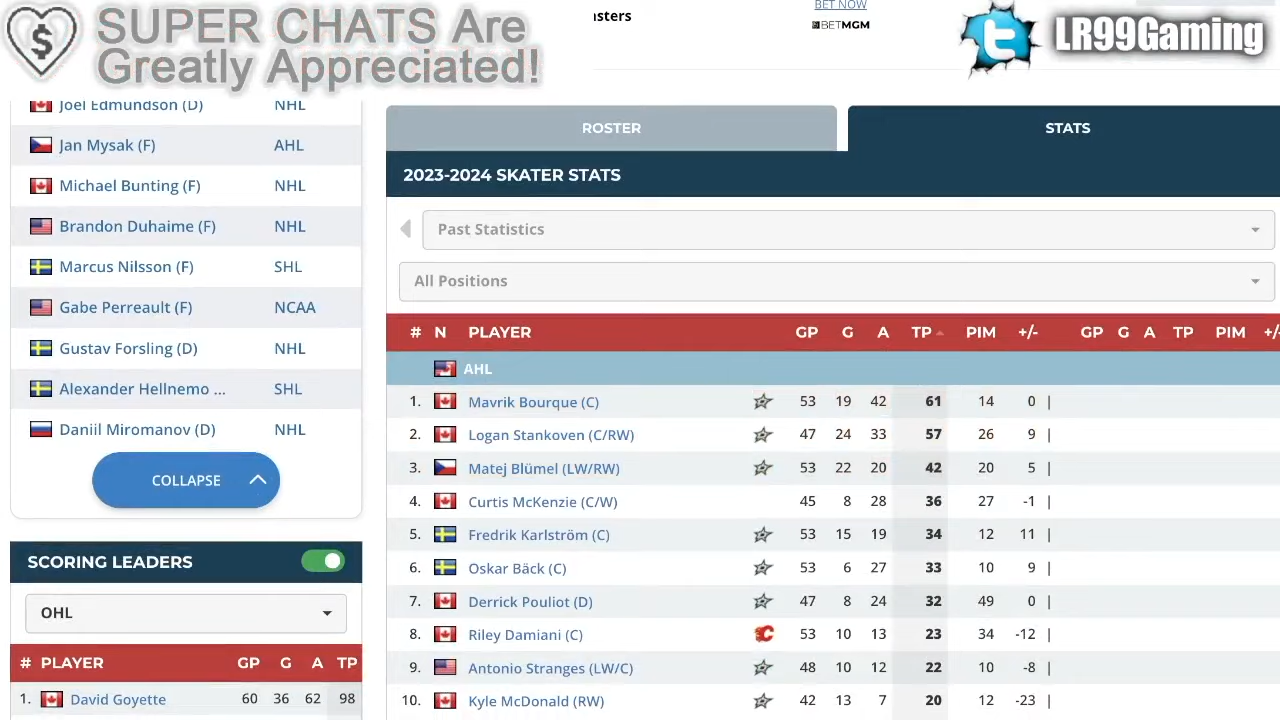 SUPER CHATS Are
Greatly Appreciated!
asters
BET NOW
BETMGM
LR99Gaming
Joel Edmundson (D) NHL
Jan Mysak (F) AHL
Michael Bunting (F) NHL
Brandon Duhaime (F) NHL
Marcus Nilsson (F) SHL
Gabe Perreault (F) NCAA
Gustav Forsling (D) NHL
Alexander Hellnemo ... SHL
Daniil Miromanov (D) NHL
COLLAPSE
SCORING LEADERS
OHL
# PLAYER GP G A TP
1. David Goyette 60 36 62 98
ROSTER STATS
2023-2024 SKATER STATS
Past Statistics
All Positions
# N PLAYER GP G A TP PIM +/- GP G A TP PIM +/-
AHL
1. Mavrik Bourque (C) 53 19 42 61 14 0 |
2. Logan Stankoven (C/RW) 47 24 33 57 26 9 |
3. Matej Blümel (LW/RW) 53 22 20 42 20 5 |
4. Curtis McKenzie (C/W) 45 8 28 36 27 -1 |
5. Fredrik Karlström (C) 53 15 19 34 12 11 |
6. Oskar Bäck (C) 53 6 27 33 10 9 |
7. Derrick Pouliot (D) 47 8 24 32 49 0 |
8. Riley Damiani (C) 53 10 13 23 34 -12 |
9. Antonio Stranges (LW/C) 48 10 12 22 10 -8 |
10. Kyle McDonald (RW) 42 13 7 20 12 -23 |